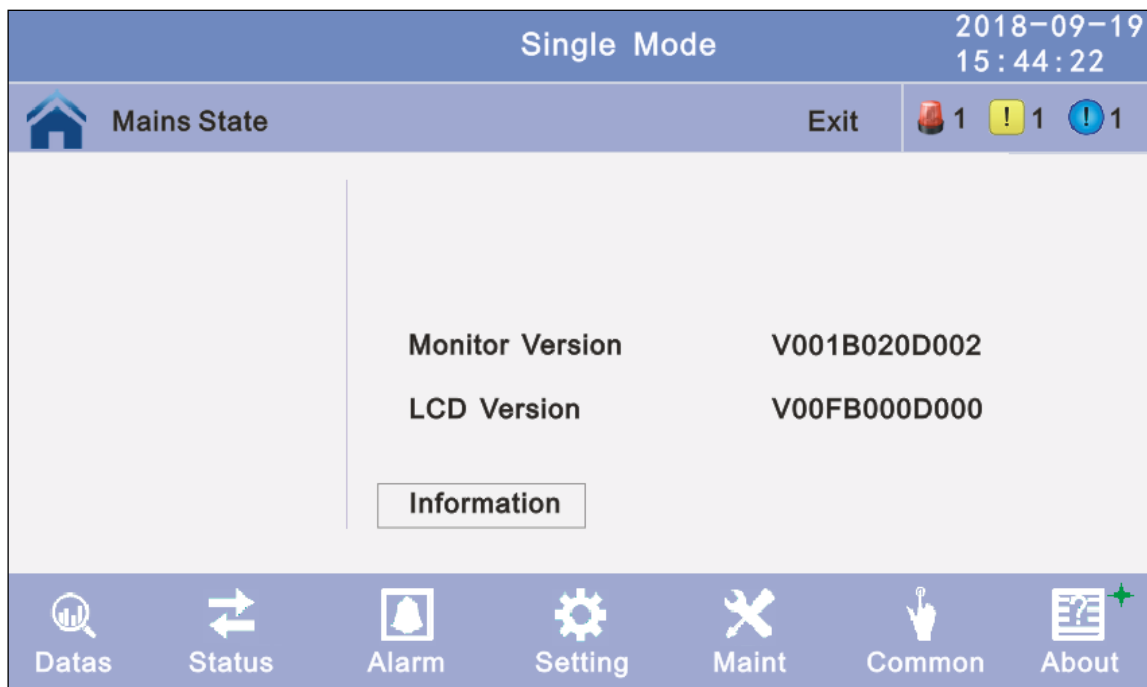 Single Mode
2018-09-19
15:44:22
Mains State
Exit
1
! 1
! 1
Monitor Version V001B020D002
LCD Version V00FB000D000
Information
Datas
Status
Alarm
Setting
Maint
Common
?
About